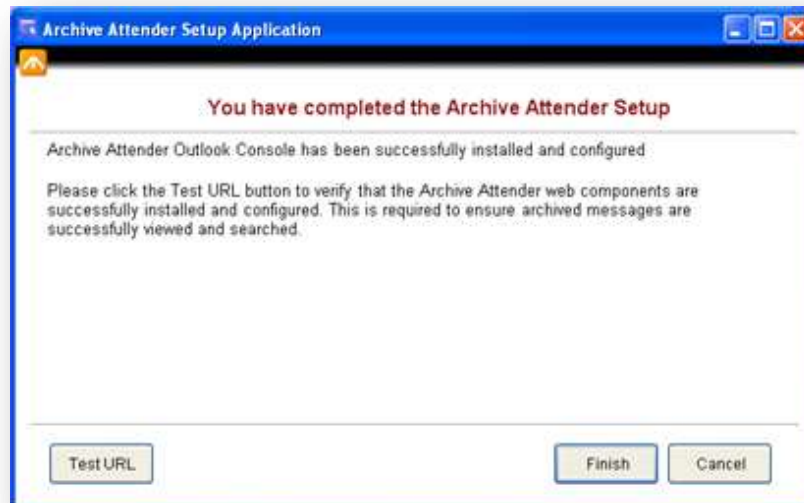 Archive Attender Setup Application
You have completed the Archive Attender Setup
Archive Attender Outlook Console has been successfully installed and configured
Please click the Test URL button to verify that the Archive Attender web components are
successfully installed and configured. This is required to ensure archived messages are
successfully viewed and searched.
Test URL
Finish
Cancel